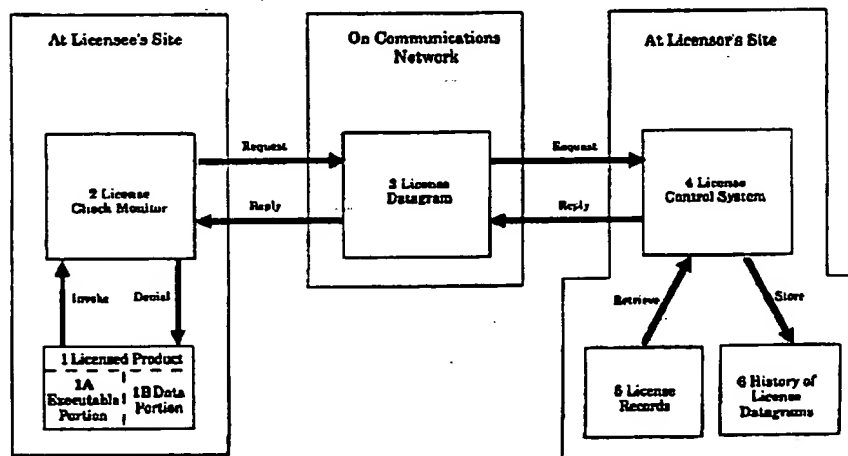 At Licensee's Site
On Communications
Network
At Licensor's Site
Request
Request
2 License
Check Monitor
3 License
Datagram
4 License
Control System
Reply
Reply
Invoke
Denial
Retrieve
Store
1 Licensed Product
1A
Executable
Portion
1B Data
Portion
5 License
Records
6 History of
License
Datagrams